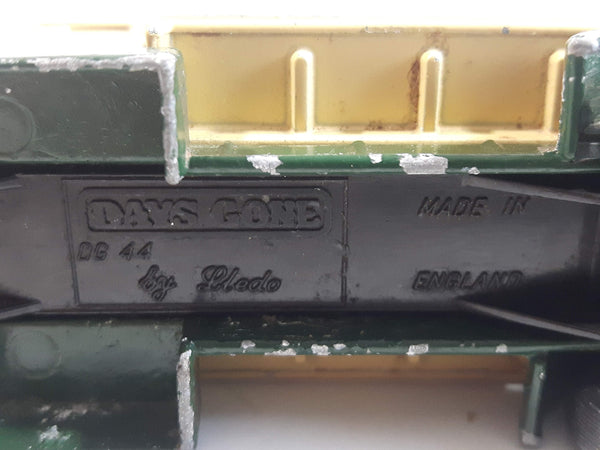 DAYS GONE
DG 44
by Lledo
MADE IN
ENGLAND